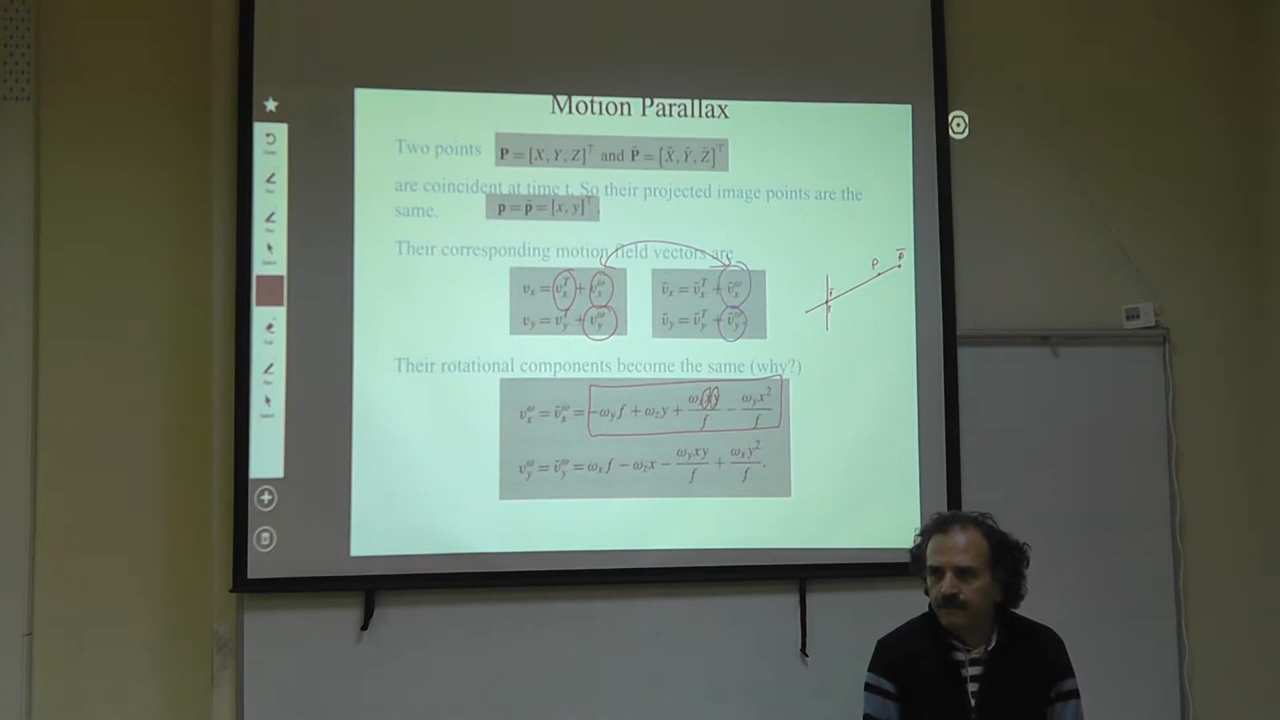 Motion Parallax
Two points P = [X, Y, Z]^⊤ and P̄ = [X̄, Ȳ, Z̄]^⊤
are coincident at time t. So their projected image points are the
same. p = p̄ = [x, y]^⊤.
Their corresponding motion field vectors are
v_x = v_x^T + v_x^ω    v̄_x = v̄_x^T + v̄_x^ω
v_y = v_y^T + v_y^ω    v̄_y = v̄_y^T + v̄_y^ω
P P̄
Their rotational components become the same (why?)
v_x^ω = v̄_x^ω = −ω_y f + ω_z y + ω_x xy / f − ω_y x² / f
v_y^ω = v̄_y^ω = ω_x f − ω_z x − ω_y xy / f + ω_x y² / f.